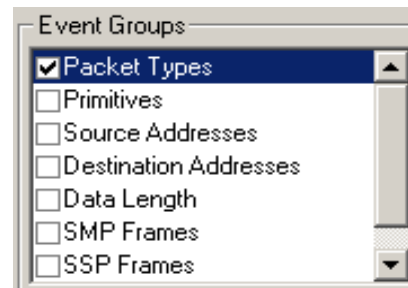 Event Groups
Packet Types
Primitives
Source Addresses
Destination Addresses
Data Length
SMP Frames
SSP Frames